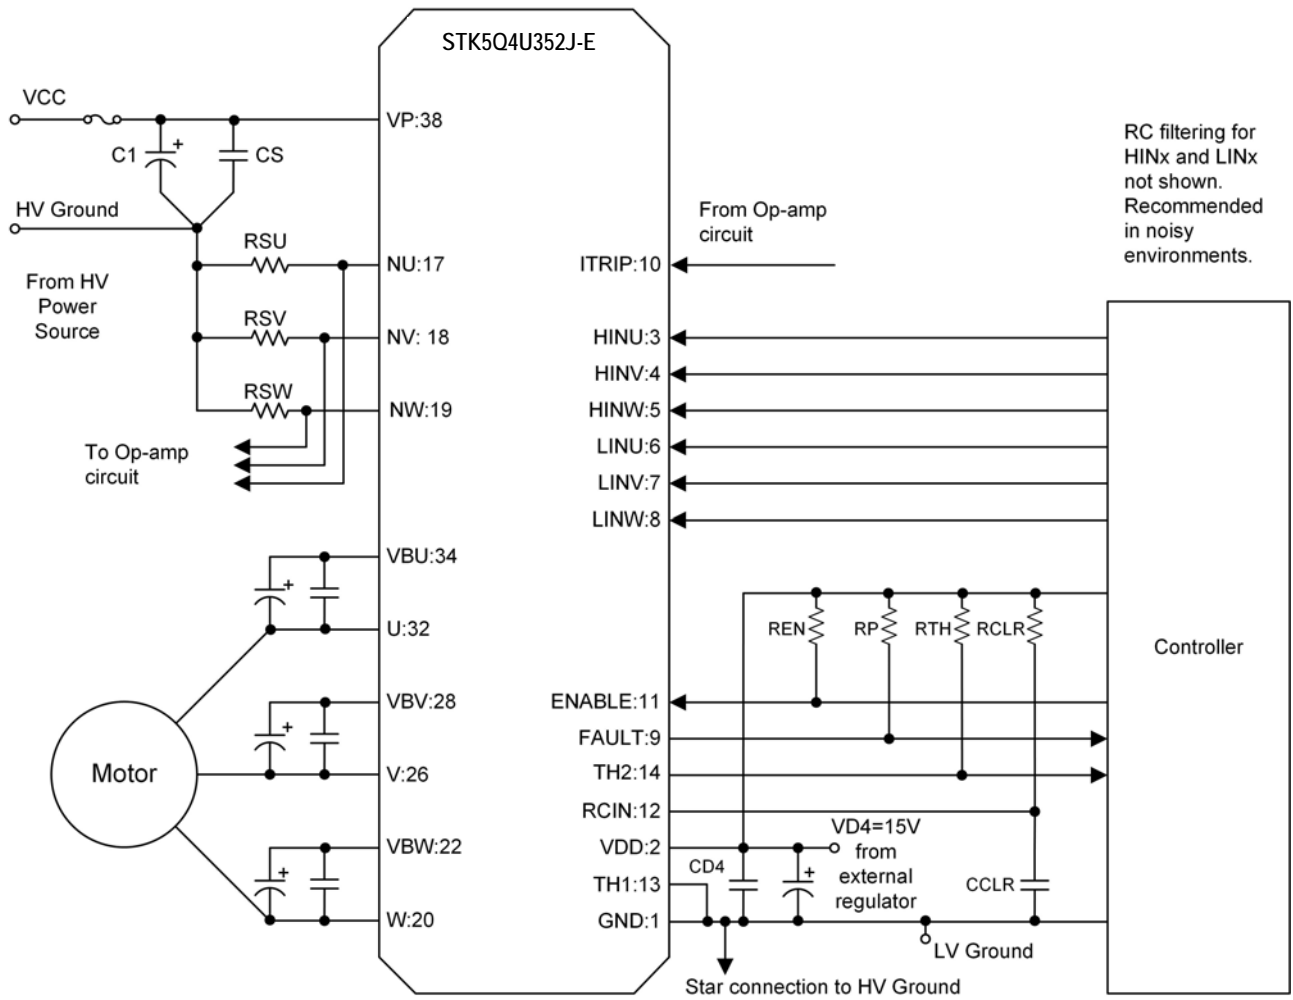 STK5Q4U352J-E
VCC
VP:38
C1
+
CS
HV Ground
RSU
NU:17
From HV
Power
Source
RSV
NV: 18
RSW
NW:19
To Op-amp
circuit
From Op-amp
circuit
ITRIP:10
RC filtering for
HINx and LINx
not shown.
Recommended
in noisy
environments.
HINU:3
HINV:4
HINW:5
LINU:6
LINV:7
LINW:8
VBU:34
+
U:32
VBV:28
+
V:26
Motor
VBW:22
+
W:20
REN
RP
RTH
RCLR
Controller
ENABLE:11
FAULT:9
TH2:14
RCIN:12
VDD:2
TH1:13
GND:1
CD4
+
VD4=15V
from
external
regulator
CCLR
LV Ground
Star connection to HV Ground